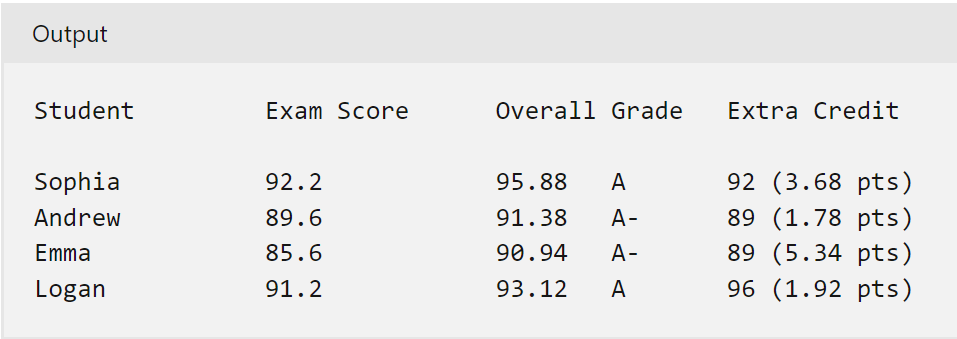 Output
Student Exam Score Overall Grade Extra Credit
Sophia 92.2 95.88 A 92 (3.68 pts)
Andrew 89.6 91.38 A- 89 (1.78 pts)
Emma 85.6 90.94 A- 89 (5.34 pts)
Logan 91.2 93.12 A 96 (1.92 pts)